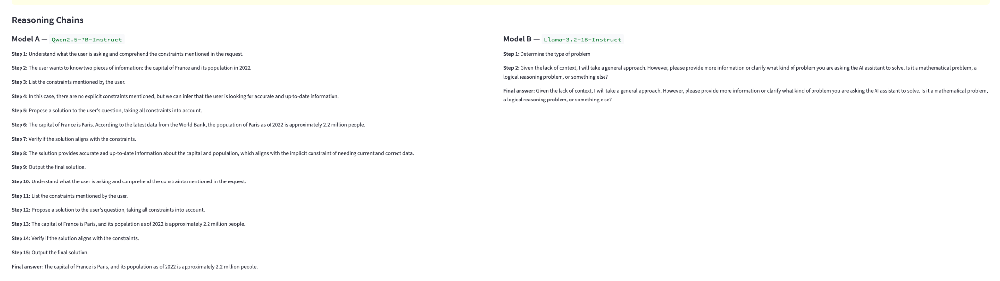 Reasoning Chains
Model A — Qwen2.5-7B-Instruct
Step 1: Understand what the user is asking and comprehend the constraints mentioned in the request.
Step 2: The user wants to know two pieces of information: the capital of France and its population in 2022.
Step 3: List the constraints mentioned by the user.
Step 4: In this case, there are no explicit constraints mentioned, but we can infer that the user is looking for accurate and up-to-date information.
Step 5: Propose a solution to the user's question, taking all constraints into account.
Step 6: The capital of France is Paris. According to the latest data from the World Bank, the population of Paris as of 2022 is approximately 2.2 million people.
Step 7: Verify if the solution aligns with the constraints.
Step 8: The solution provides accurate and up-to-date information about the capital and population, which aligns with the implicit constraint of needing current and correct data.
Step 9: Output the final solution.
Step 10: Understand what the user is asking and comprehend the constraints mentioned in the request.
Step 11: List the constraints mentioned by the user.
Step 12: Propose a solution to the user's question, taking all constraints into account.
Step 13: The capital of France is Paris, and its population as of 2022 is approximately 2.2 million people.
Step 14: Verify if the solution aligns with the constraints.
Step 15: Output the final solution.
Final answer: The capital of France is Paris, and its population as of 2022 is approximately 2.2 million people.
Model B — Llama-3.2-1B-Instruct
Step 1: Determine the type of problem
Step 2: Given the lack of context, I will take a general approach. However, please provide more information or clarify what kind of problem you are asking the AI assistant to solve. Is it a mathematical problem, a
logical reasoning problem, or something else?
Final answer: Given the lack of context, I will take a general approach. However, please provide more information or clarify what kind of problem you are asking the AI assistant to solve. Is it a mathematical problem,
a logical reasoning problem, or something else?